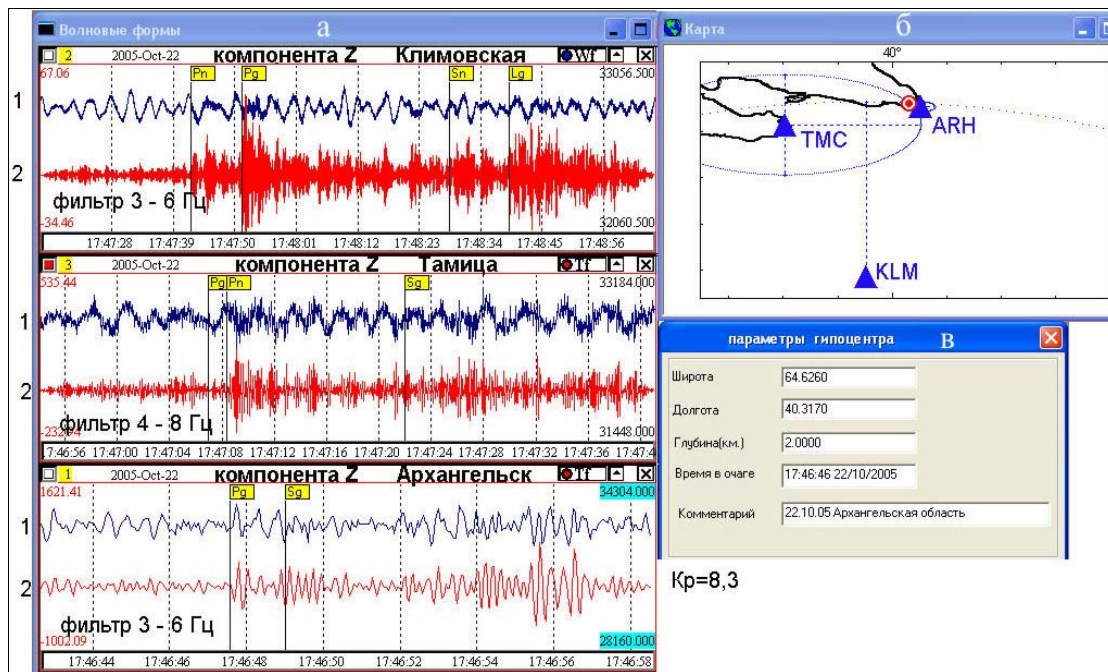 Волновые формы а
2 2005-Oct-22 компонента Z Климовская Wf
67.06 Pn Pg Sn Lg 33056.500
1
2
фильтр 3 - 6 Гц
-34.46 32060.500
17:47:28 17:47:39 17:47:50 17:48:01 17:48:12 17:48:23 17:48:34 17:48:45 17:48:56
3 2005-Oct-22 компонента Z Тамица Tf
535.44 Pg Pn Sg 33184.000
1
2
фильтр 4 - 8 Гц
31448.000
17:46:56 17:47:00 17:47:04 17:47:08 17:47:12 17:47:16 17:47:20 17:47:24 17:47:28 17:47:32 17:47:36 17:47:4
1 2005-Oct-22 компонента Z Архангельск Tf
1621.41 Pg Sg 34304.000
1
2
фильтр 3 - 6 Гц
-1002.09 28160.000
17:46:44 17:46:46 17:46:48 17:46:50 17:46:52 17:46:54 17:46:56 17:46:58
Карта б
40°
TMC
ARH
KLM
параметры гипоцентра в
Широта 64.6260
Долгота 40.3170
Глубина(км.) 2.0000
Время в очаге 17:46:46 22/10/2005
Комментарий 22.10.05 Архангельская область
Кр=8,3